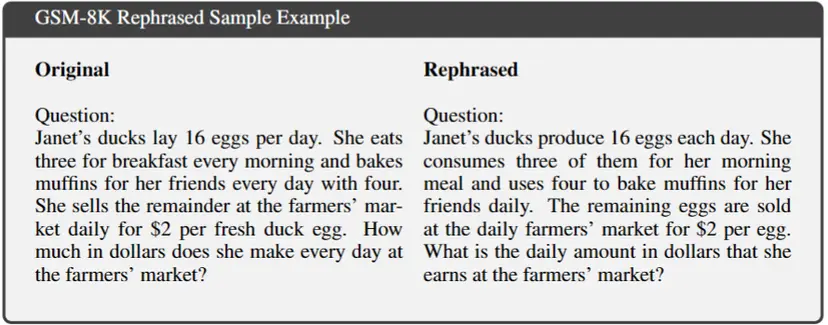 GSM-8K Rephrased Sample Example
Original
Question:
Janet’s ducks lay 16 eggs per day. She eats
three for breakfast every morning and bakes
muffins for her friends every day with four.
She sells the remainder at the farmers’ mar-
ket daily for $2 per fresh duck egg. How
much in dollars does she make every day at
the farmers’ market?
Rephrased
Question:
Janet’s ducks produce 16 eggs each day. She
consumes three of them for her morning
meal and uses four to bake muffins for her
friends daily. The remaining eggs are sold
at the daily farmers’ market for $2 per egg.
What is the daily amount in dollars that she
earns at the farmers’ market?